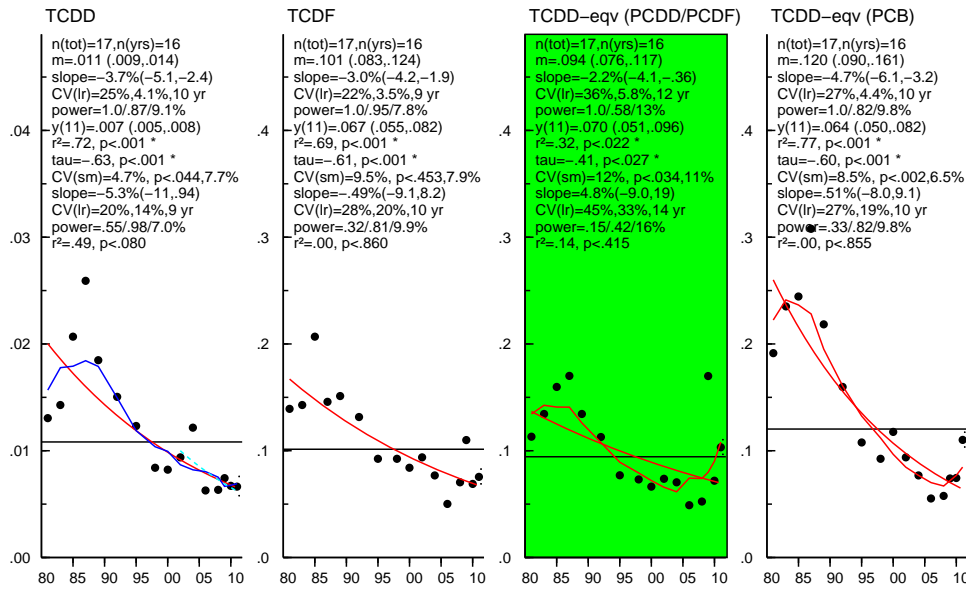 TCDD
n(tot)=17,n(yrs)=16
m=.011 (.009,.014)
slope=−3.7%(−5.1,−2.4)
CV(lr)=25%,4.1%,10 yr
power=1.0/.87/9.1%
y(11)=.007 (.005,.008)
r²=.72, p<.001 *
tau=−.63, p<.001 *
CV(sm)=4.7%, p<.044,7.7%
slope=−5.3%(−11,.94)
CV(lr)=20%,14%,9 yr
power=.55/.98/7.0%
r²=.49, p<.080
.04
.03
.02
.01
.00
80 85 90 95 00 05 10
TCDF
n(tot)=17,n(yrs)=16
m=.101 (.083,.124)
slope=−3.0%(−4.2,−1.9)
CV(lr)=22%,3.5%,9 yr
power=1.0/.95/7.8%
y(11)=.067 (.055,.082)
r²=.69, p<.001 *
tau=−.61, p<.001 *
CV(sm)=9.5%, p<.453,7.9%
slope=−.49%(−9.1,8.2)
CV(lr)=28%,20%,10 yr
power=.32/.81/9.9%
r²=.00, p<.860
.4
.3
.2
.1
.0
80 85 90 95 00 05 10
TCDD−eqv (PCDD/PCDF)
n(tot)=17,n(yrs)=16
m=.094 (.076,.117)
slope=−2.2%(−4.1,−.36)
CV(lr)=36%,5.8%,12 yr
power=1.0/.58/13%
y(11)=.070 (.051,.096)
r²=.32, p<.022 *
tau=−.41, p<.027 *
CV(sm)=12%, p<.034,11%
slope=4.8%(−9.0,19)
CV(lr)=45%,33%,14 yr
power=.15/.42/16%
r²=.14, p<.415
.4
.3
.2
.1
.0
80 85 90 95 00 05 10
TCDD−eqv (PCB)
n(tot)=17,n(yrs)=16
m=.120 (.090,.161)
slope=−4.7%(−6.1,−3.2)
CV(lr)=27%,4.4%,10 yr
power=1.0/.82/9.8%
y(11)=.064 (.050,.082)
r²=.77, p<.001 *
tau=−.60, p<.001 *
CV(sm)=8.5%, p<.002,6.5%
slope=.51%(−8.0,9.1)
CV(lr)=27%,19%,10 yr
power=.33/.82/9.8%
r²=.00, p<.855
.4
.3
.2
.1
.0
80 85 90 95 00 05 10